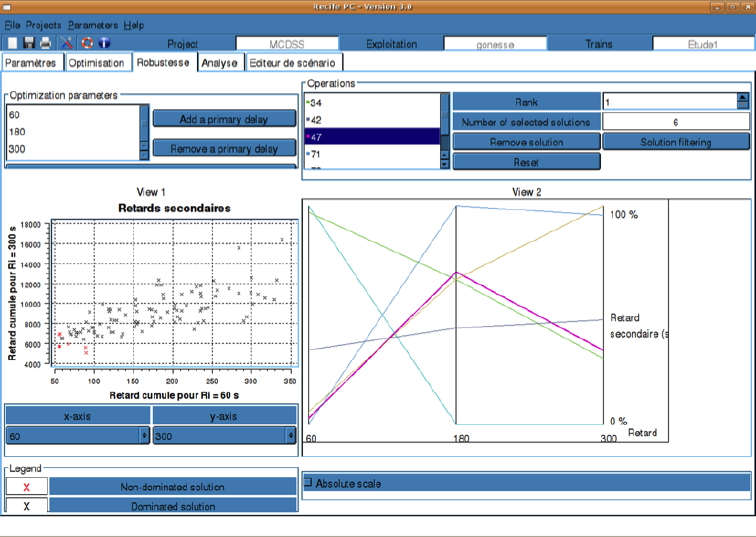 Recife PC - Version 3.0
File Projects Parameters Help
Project MCDSS Exploitation gonesse Trains Etude1
Paramètres Optimisation Robustesse Analyse Editeur de scénario
Optimization parameters
60
180
300
Add a primary delay
Remove a primary delay
Operations
34
42
47
71
Rank 1
Number of selected solutions 6
Remove solution Solution filtering
Reset
View 1
Retards secondaires
Retard cumule pour Ri = 300 s
18000
16000
14000
12000
10000
8000
6000
4000
50 100 150 200 250 300 350
Retard cumule pour Ri = 60 s
x-axis y-axis
60 300
Legend
X Non-dominated solution
X Dominated solution
View 2
100 %
Retard
secondaire (s
0 %
60 180 300 Retard
Absolute scale